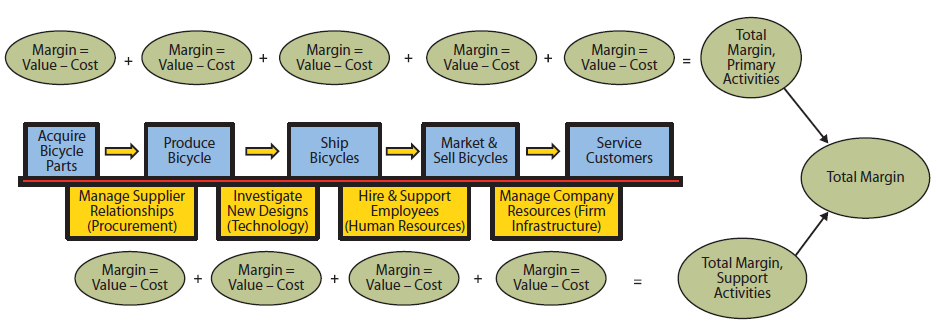 Margin =
Value – Cost
+
Margin =
Value – Cost
+
Margin =
Value – Cost
+
Margin =
Value – Cost
+
Margin =
Value – Cost
=
Total
Margin,
Primary
Activities
Acquire
Bicycle
Parts
Produce
Bicycle
Ship
Bicycles
Market &
Sell Bicycles
Service
Customers
Total Margin
Manage Supplier
Relationships
(Procurement)
Investigate
New Designs
(Technology)
Hire & Support
Employees
(Human Resources)
Manage Company
Resources (Firm
Infrastructure)
Margin =
Value – Cost
+
Margin =
Value – Cost
+
Margin =
Value – Cost
+
Margin =
Value – Cost
=
Total Margin,
Support
Activities